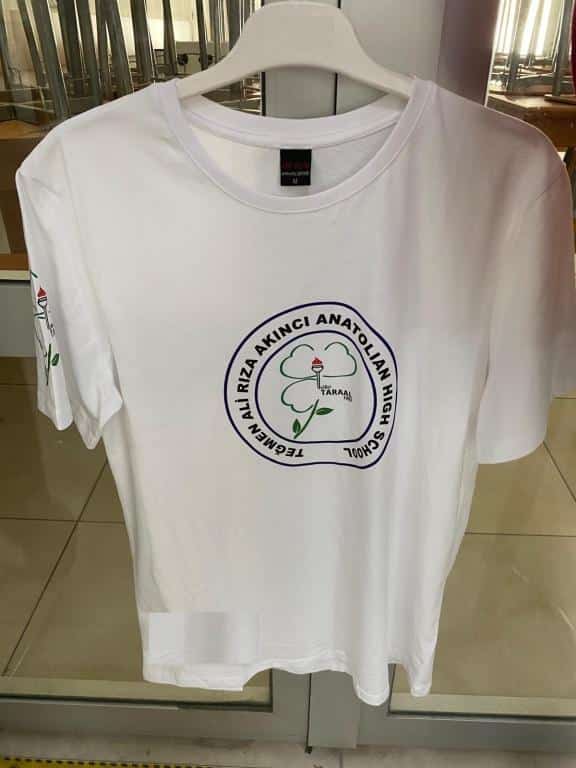 M
TEĞMEN ALİ RIZA AKINCI ANATOLIAN HIGH SCHOOL
TARAAL